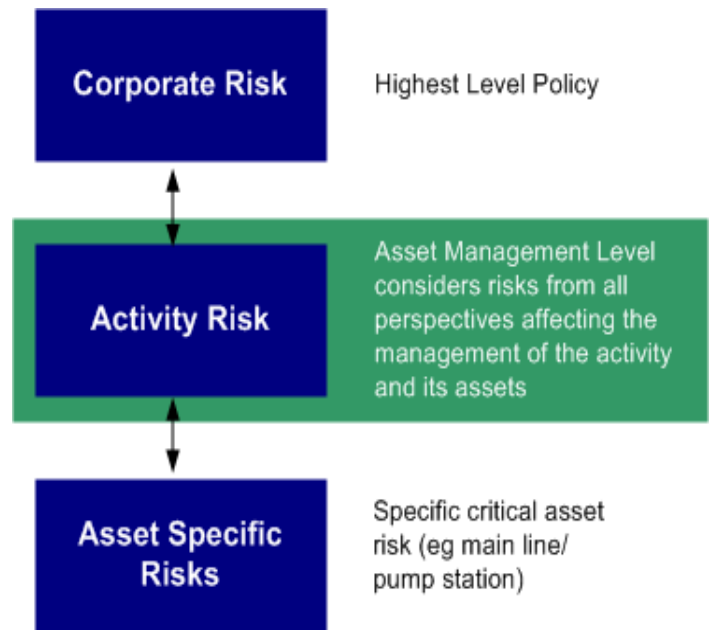 Corporate Risk
Highest Level Policy
Activity Risk
Asset Management Level
considers risks from all
perspectives affecting the
management of the activity
and its assets
Asset Specific
Risks
Specific critical asset
risk (eg main line/
pump station)